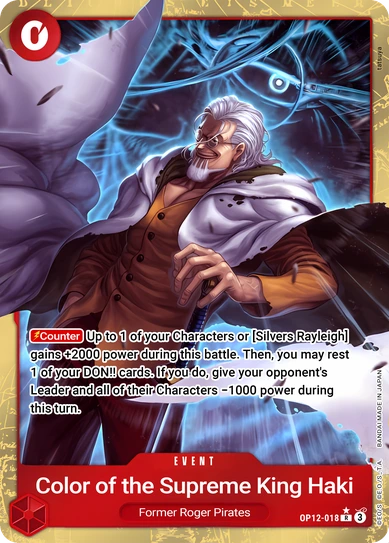 0
tatsuya
⚡Counter Up to 1 of your Characters or [Silvers Rayleigh]
gains +2000 power during this battle. Then, you may rest
1 of your DON!! cards. If you do, give your opponent's
Leader and all of their Characters −1000 power during
this turn.
EVENT
Color of the Supreme King Haki
Former Roger Pirates
OP12-018 ★ R 3
BANDAI MADE IN JAPAN